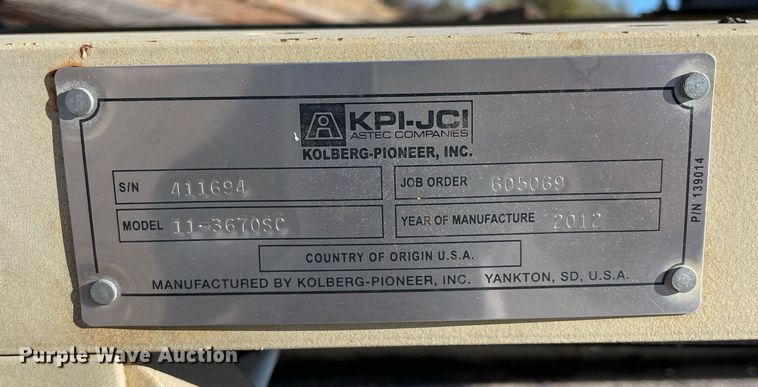 KPI-JCI
ASTEC COMPANIES
KOLBERG-PIONEER, INC.
S/N 411694
JOB ORDER 605069
MODEL 11-3670SC
YEAR OF MANUFACTURE 2012
COUNTRY OF ORIGIN U.S.A.
MANUFACTURED BY KOLBERG-PIONEER, INC. YANKTON, SD, U.S.A.
P/N 139014
Purple Wave Auction